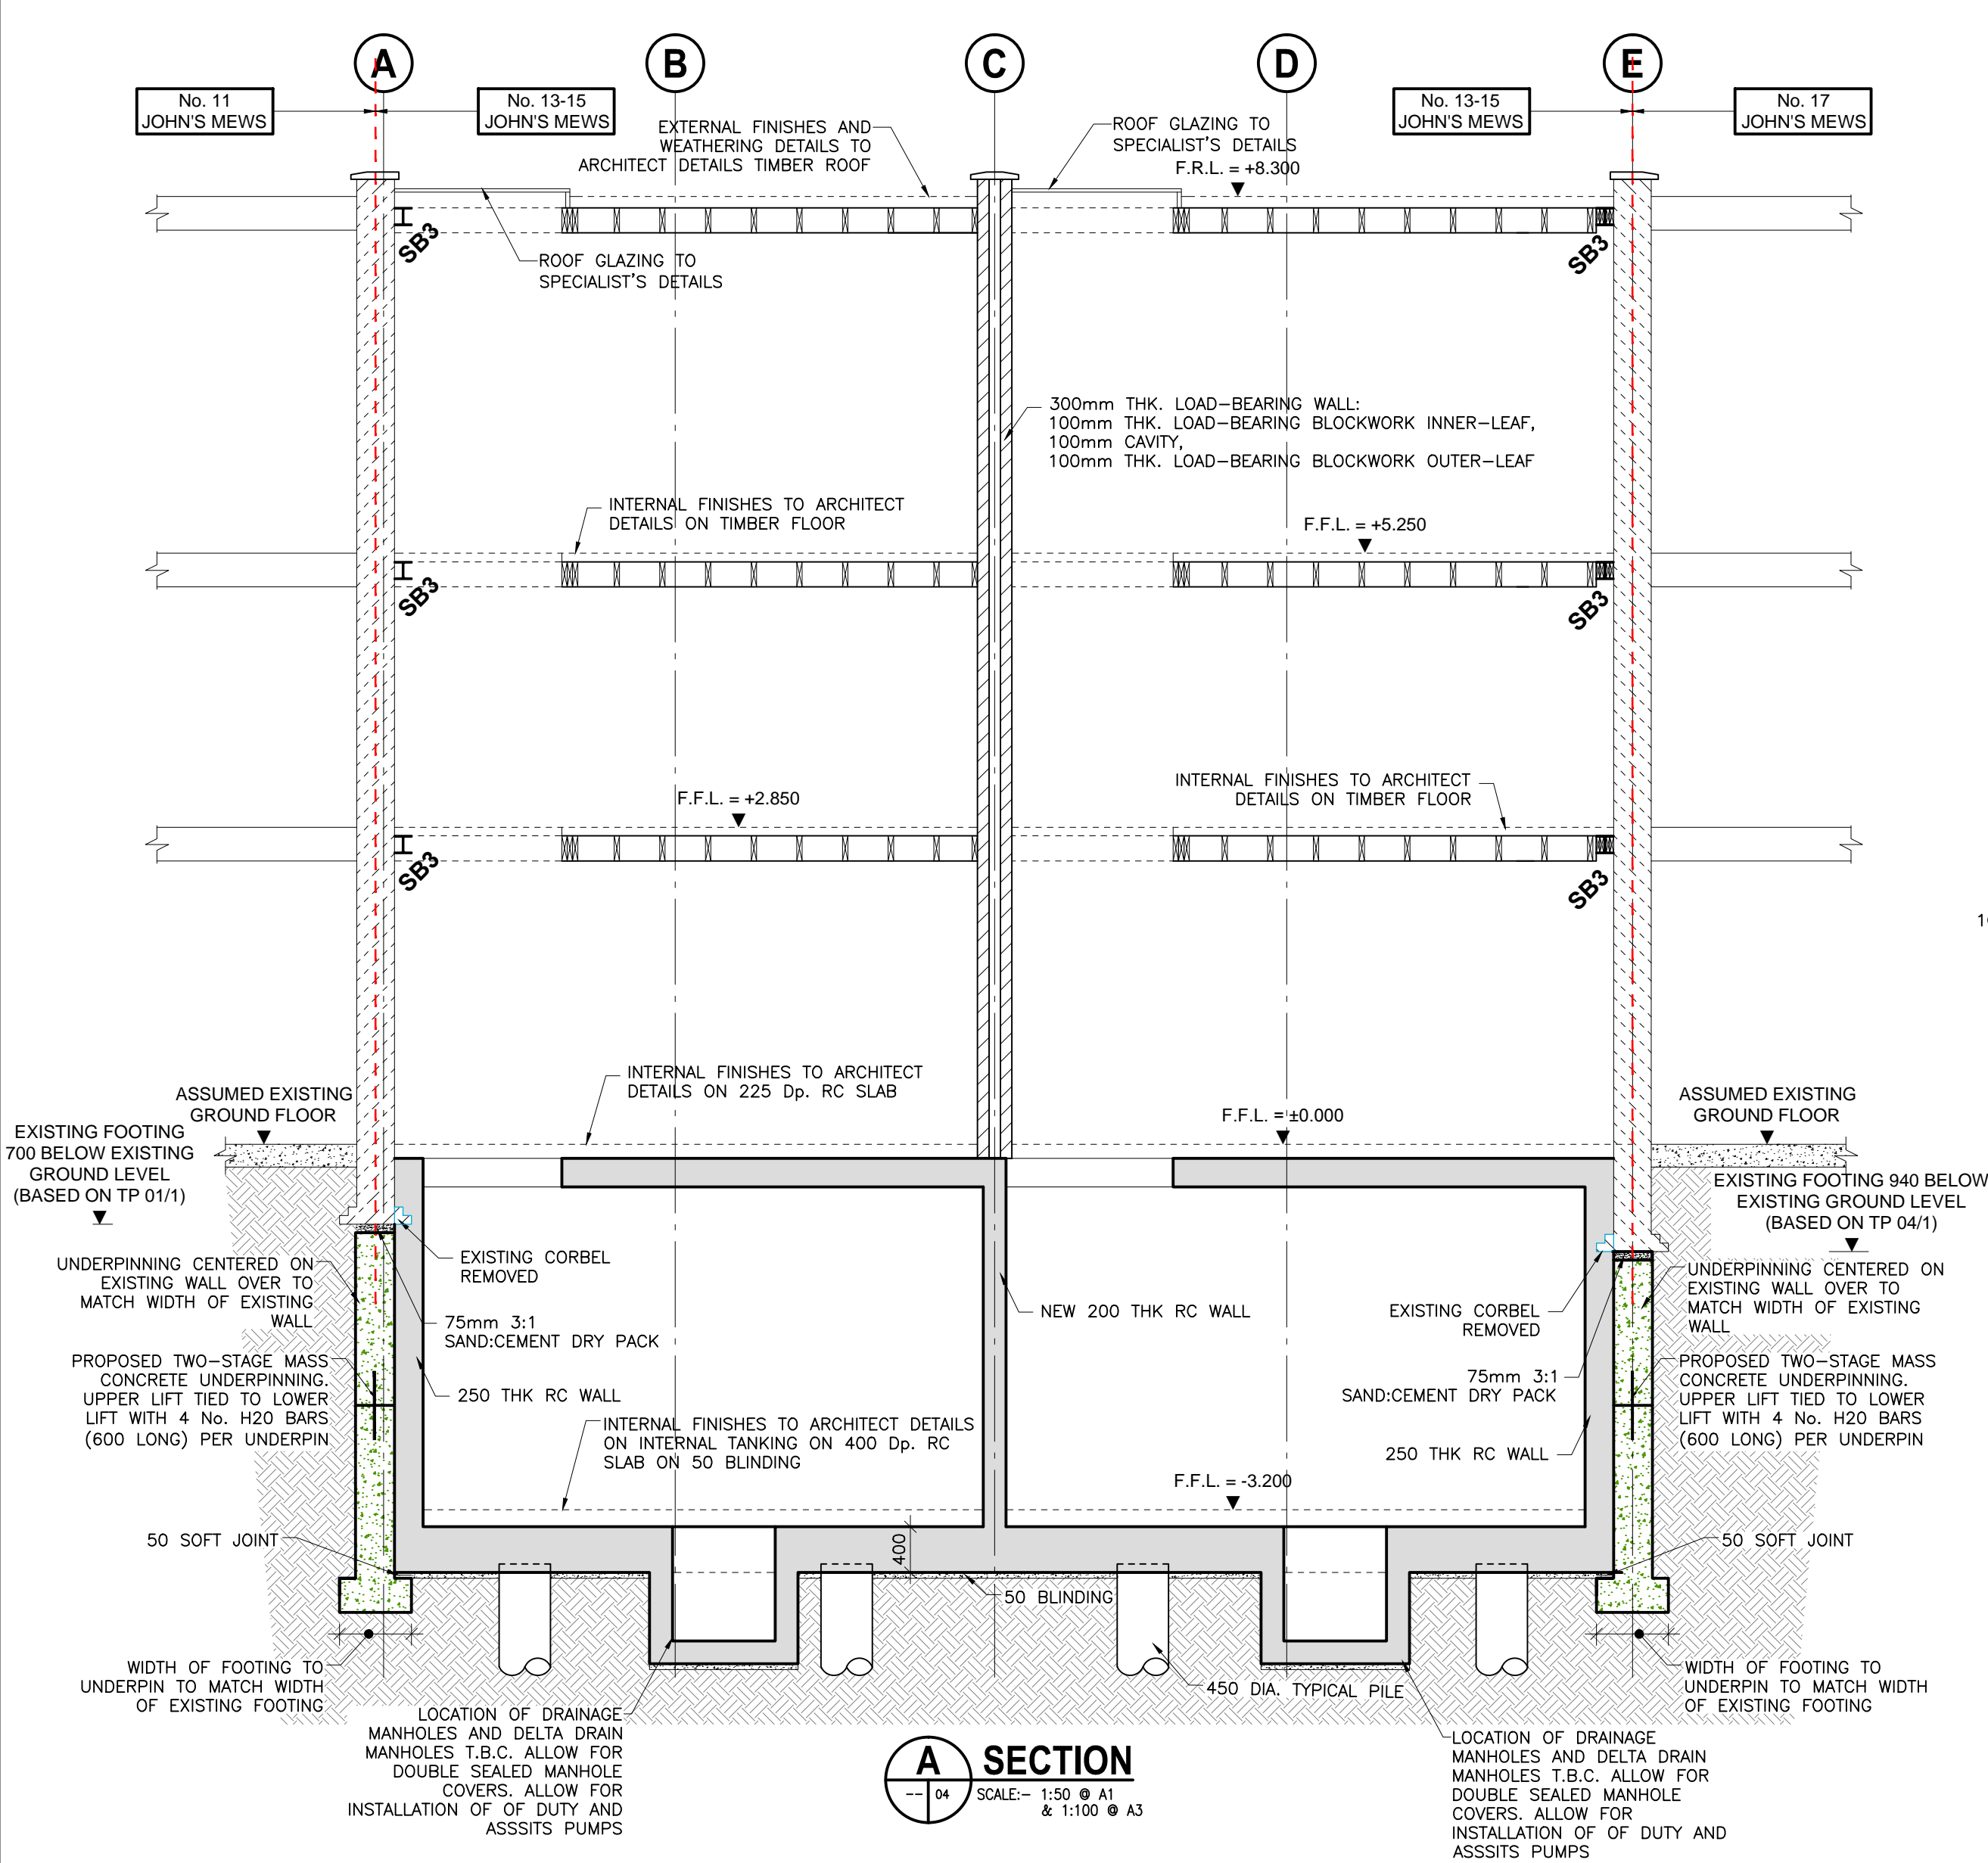 A
B
C
D
E
No. 11
JOHN'S MEWS
No. 13-15
JOHN'S MEWS
No. 13-15
JOHN'S MEWS
No. 17
JOHN'S MEWS
EXTERNAL FINISHES AND
WEATHERING DETAILS TO
ARCHITECT DETAILS TIMBER ROOF
ROOF GLAZING TO
SPECIALIST'S DETAILS
F.R.L. = +8.300
SB3
SB3
ROOF GLAZING TO
SPECIALIST'S DETAILS
300mm THK. LOAD-BEARING WALL:
100mm THK. LOAD-BEARING BLOCKWORK INNER-LEAF,
100mm CAVITY,
100mm THK. LOAD-BEARING BLOCKWORK OUTER-LEAF
INTERNAL FINISHES TO ARCHITECT
DETAILS ON TIMBER FLOOR
F.F.L. = +5.250
SB3
SB3
F.F.L. = +2.850
INTERNAL FINISHES TO ARCHITECT
DETAILS ON TIMBER FLOOR
SB3
SB3
INTERNAL FINISHES TO ARCHITECT
DETAILS ON 225 Dp. RC SLAB
ASSUMED EXISTING
GROUND FLOOR
F.F.L. = ±0.000
ASSUMED EXISTING
GROUND FLOOR
EXISTING FOOTING
700 BELOW EXISTING
GROUND LEVEL
(BASED ON TP 01/1)
EXISTING FOOTING 940 BELOW
EXISTING GROUND LEVEL
(BASED ON TP 04/1)
UNDERPINNING CENTERED ON
EXISTING WALL OVER TO
MATCH WIDTH OF EXISTING
WALL
EXISTING CORBEL
REMOVED
75mm 3:1
SAND:CEMENT DRY PACK
NEW 200 THK RC WALL
EXISTING CORBEL
REMOVED
UNDERPINNING CENTERED ON
EXISTING WALL OVER TO
MATCH WIDTH OF EXISTING
WALL
PROPOSED TWO-STAGE MASS
CONCRETE UNDERPINNING.
UPPER LIFT TIED TO LOWER
LIFT WITH 4 No. H20 BARS
(600 LONG) PER UNDERPIN
250 THK RC WALL
75mm 3:1
SAND:CEMENT DRY PACK
PROPOSED TWO-STAGE MASS
CONCRETE UNDERPINNING.
UPPER LIFT TIED TO LOWER
LIFT WITH 4 No. H20 BARS
(600 LONG) PER UNDERPIN
INTERNAL FINISHES TO ARCHITECT DETAILS
ON INTERNAL TANKING ON 400 Dp. RC
SLAB ON 50 BLINDING
250 THK RC WALL
F.F.L. = -3.200
50 SOFT JOINT
400
50 SOFT JOINT
50 BLINDING
WIDTH OF FOOTING TO
UNDERPIN TO MATCH WIDTH
OF EXISTING FOOTING
450 DIA. TYPICAL PILE
WIDTH OF FOOTING TO
UNDERPIN TO MATCH WIDTH
OF EXISTING FOOTING
LOCATION OF DRAINAGE
MANHOLES AND DELTA DRAIN
MANHOLES T.B.C. ALLOW FOR
DOUBLE SEALED MANHOLE
COVERS. ALLOW FOR
INSTALLATION OF OF DUTY AND
ASSSITS PUMPS
LOCATION OF DRAINAGE
MANHOLES AND DELTA DRAIN
MANHOLES T.B.C. ALLOW FOR
DOUBLE SEALED MANHOLE
COVERS. ALLOW FOR
INSTALLATION OF OF DUTY AND
ASSSITS PUMPS
A
-- 04
SECTION
SCALE:- 1:50 @ A1
& 1:100 @ A3